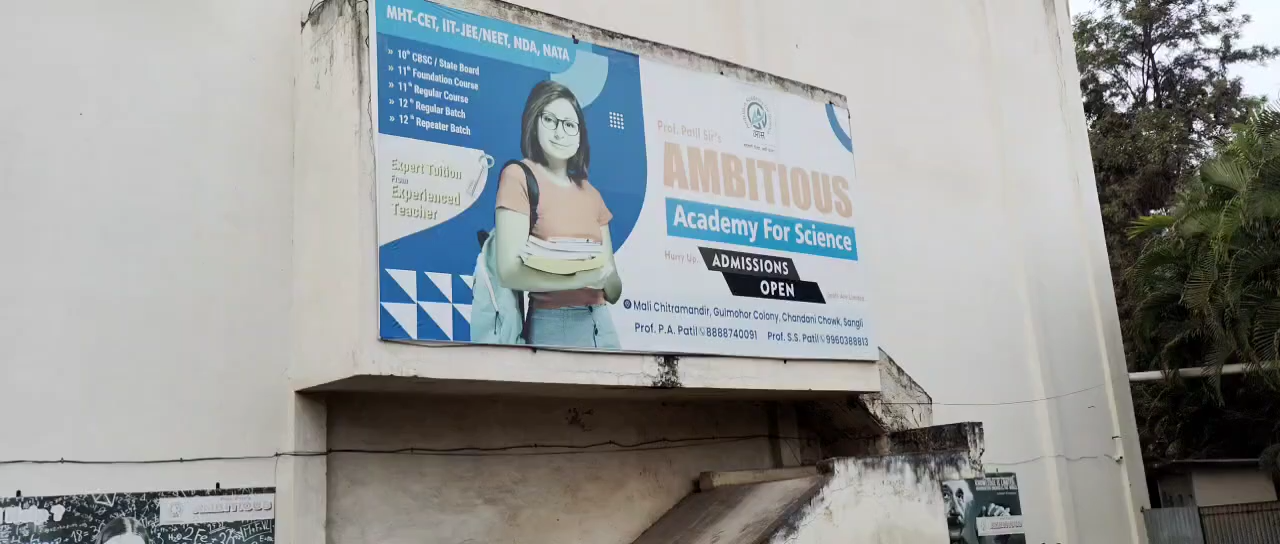 MHT-CET, IIT-JEE/NEET, NDA, NATA
» 10th CBSC / State Board
» 11th Foundation Course
» 11th Regular Course
» 12th Regular Batch
» 12th Repeater Batch
Expert Tuition
From
Experienced
Teacher
Prof. Patil Sir's
AMBITIOUS
Academy For Science
Hurry Up..
ADMISSIONS
OPEN
Mali Chitramandir, Gulmohor Colony, Chandani Chowk, Sangli
Prof. P.A. Patil 8888740091 Prof. S.S. Patil 9960388813
AMBITIOUS